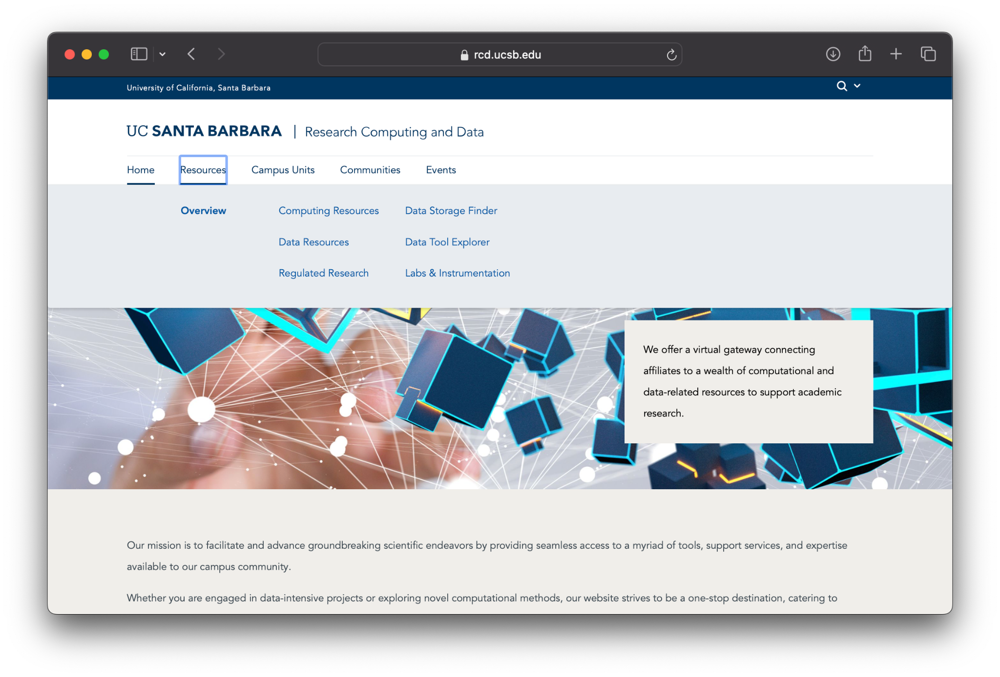 rcd.ucsb.edu
University of California, Santa Barbara
UC SANTA BARBARA | Research Computing and Data
Home Resources Campus Units Communities Events
Overview Computing Resources Data Storage Finder
Data Resources Data Tool Explorer
Regulated Research Labs & Instrumentation
We offer a virtual gateway connecting
affiliates to a wealth of computational and
data-related resources to support academic
research.
Our mission is to facilitate and advance groundbreaking scientific endeavors by providing seamless access to a myriad of tools, support services, and expertise
available to our campus community.
Whether you are engaged in data-intensive projects or exploring novel computational methods, our website strives to be a one-stop destination, catering to